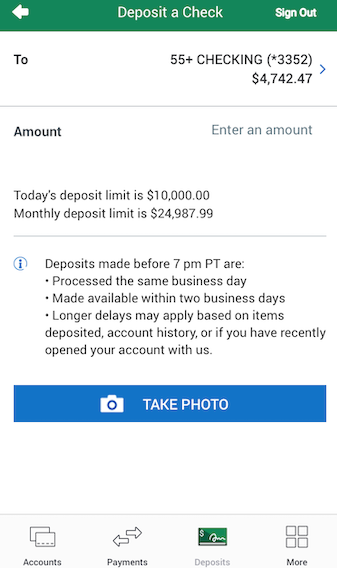 Deposit a Check
Sign Out
To
55+ CHECKING (*3352)
$4,742.47
Amount
Enter an amount
Today's deposit limit is $10,000.00
Monthly deposit limit is $24,987.99
Deposits made before 7 pm PT are:
• Processed the same business day
• Made available within two business days
• Longer delays may apply based on items
deposited, account history, or if you have recently
opened your account with us.
TAKE PHOTO
$
Accounts
Payments
Deposits
More